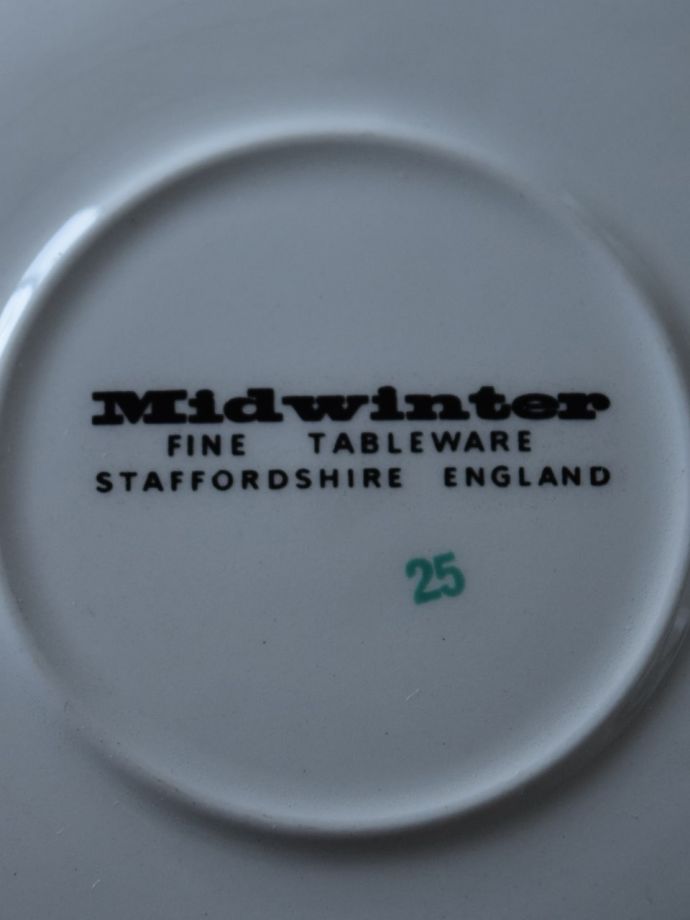 Midwinter
FINE TABLEWARE
STAFFORDSHIRE ENGLAND
25